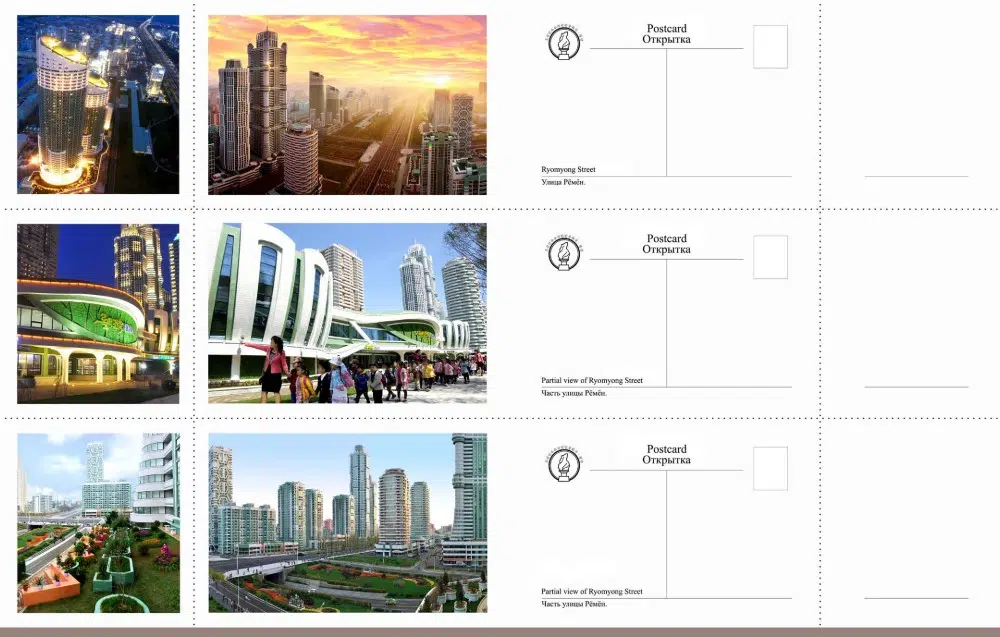 Postcard
Открытка
Ryomyong Street
Улица Рёмён.
Postcard
Открытка
Partial view of Ryomyong Street
Часть улицы Рёмён.
Postcard
Открытка
Partial view of Ryomyong Street
Часть улицы Рёмён.